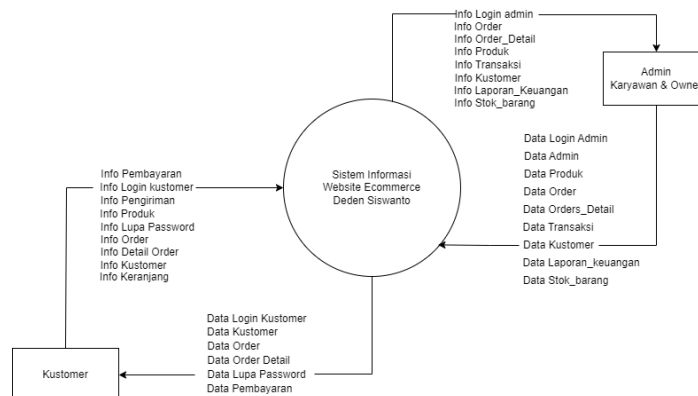 Info Login admin
Info Order
Info Order_Detail
Info Produk
Info Transaksi
Info Kustomer
Info Laporan_Keuangan
Info Stok_barang
Admin
Karyawan & Owne
Sistem Informasi
Website Ecommerce
Deden Siswanto
Data Login Admin
Data Admin
Data Produk
Data Order
Data Orders_Detail
Data Transaksi
Data Kustomer
Data Laporan_keuangan
Data Stok_barang
Info Pembayaran
Info Login kustomer
Info Pengiriman
Info Produk
Info Lupa Password
Info Order
Info Detail Order
Info Kustomer
Info Keranjang
Data Login Kustomer
Data Kustomer
Data Order
Data Order Detail
Data Lupa Password
Data Pembayaran
Kustomer